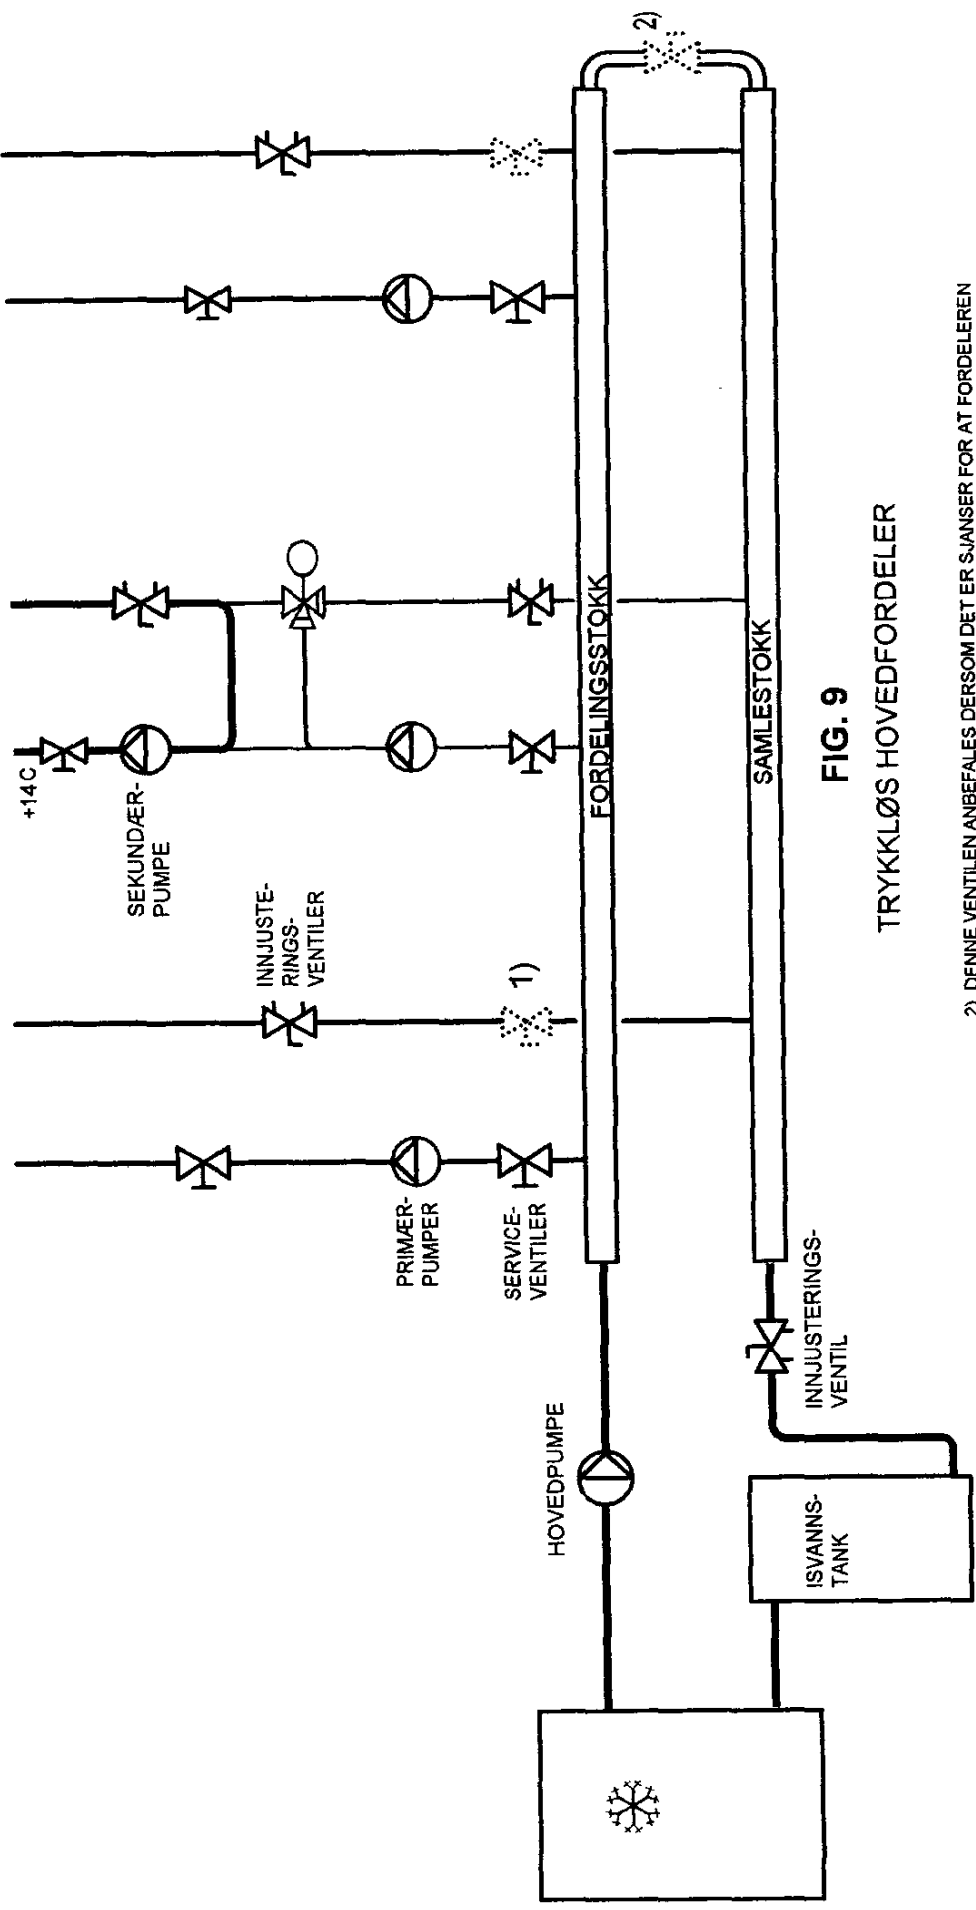 +14C
SEKUNDÆR-
PUMPE
INNJUSTE-
RINGS-
VENTILER
1)
2)
PRIMÆR-
PUMPER
SERVICE-
VENTILER
FORDELINGSSTOKK
HOVEDPUMPE
SAMLESTOKK
INNJUSTERINGS-
VENTIL
ISVANNS-
TANK
FIG. 9
TRYKKLØS HOVEDFORDELER
2) DENNE VENTILEN ANBEFALES DERSOM DET ER SJANSER FOR AT FORDELEREN